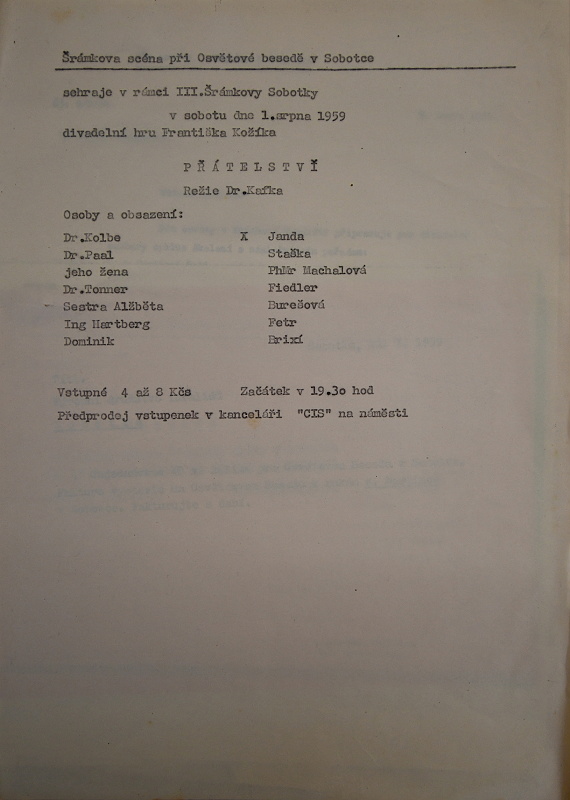 Šrámkova scéna při Osvětové besedě v Sobotce
sehraje v rámci III.Šrámkovy Sobotky
v sobotu dne 1.srpna 1959
divadelní hru Františka Kožíka
P Ř Á T E L S T V Í
Režie Dr.Kafka
Osoby a obsazení:
Dr.Kolbe X Janda
Dr.Paal Staška
jeho žena PhMr Machalová
Dr.Tonner Fiedler
Sestra Alžběta Burešová
Ing Hartberg Petr
Dominik Brixí
Vstupné 4 až 8 Kčs Začátek v 19.3o hod
Předprodej vstupenek v kanceláři "CIS" na náměstí